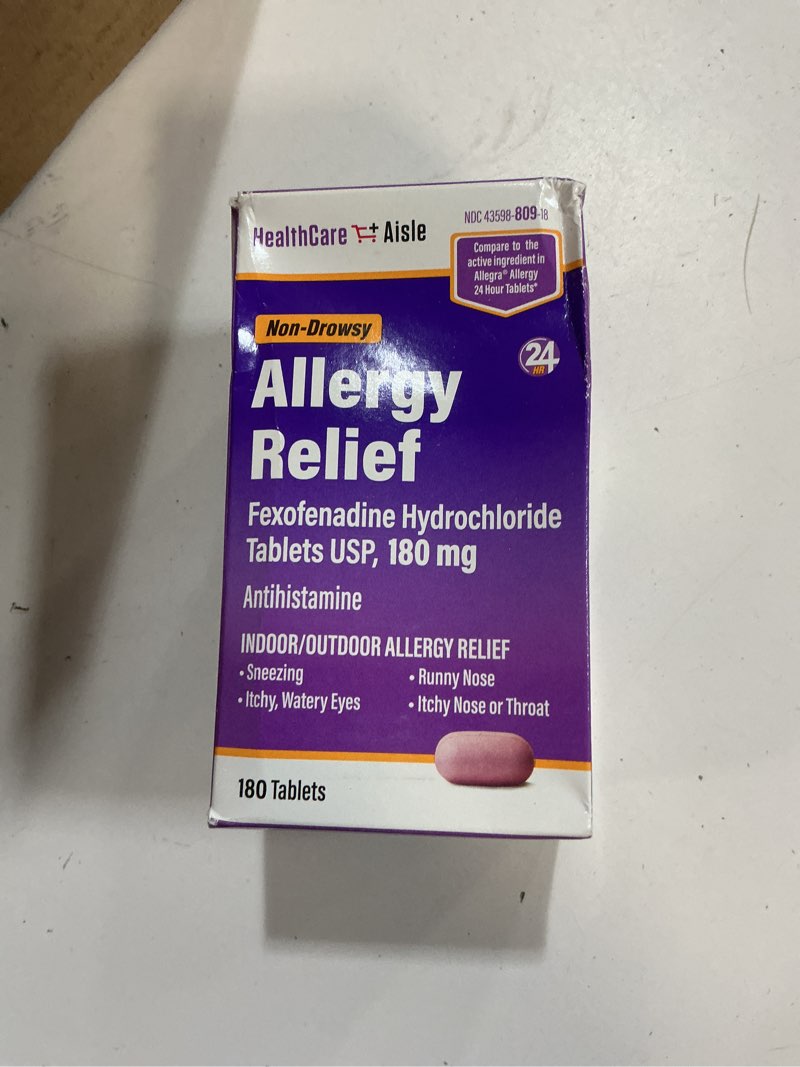 HealthCare Aisle
NDC 43598-809-18
Compare to the
active ingredient in
Allegra® Allergy
24 Hour Tablets*
Non-Drowsy
24
HR
Allergy
Relief
Fexofenadine Hydrochloride
Tablets USP, 180 mg
Antihistamine
INDOOR/OUTDOOR ALLERGY RELIEF
• Sneezing
• Runny Nose
• Itchy, Watery Eyes
• Itchy Nose or Throat
180 Tablets